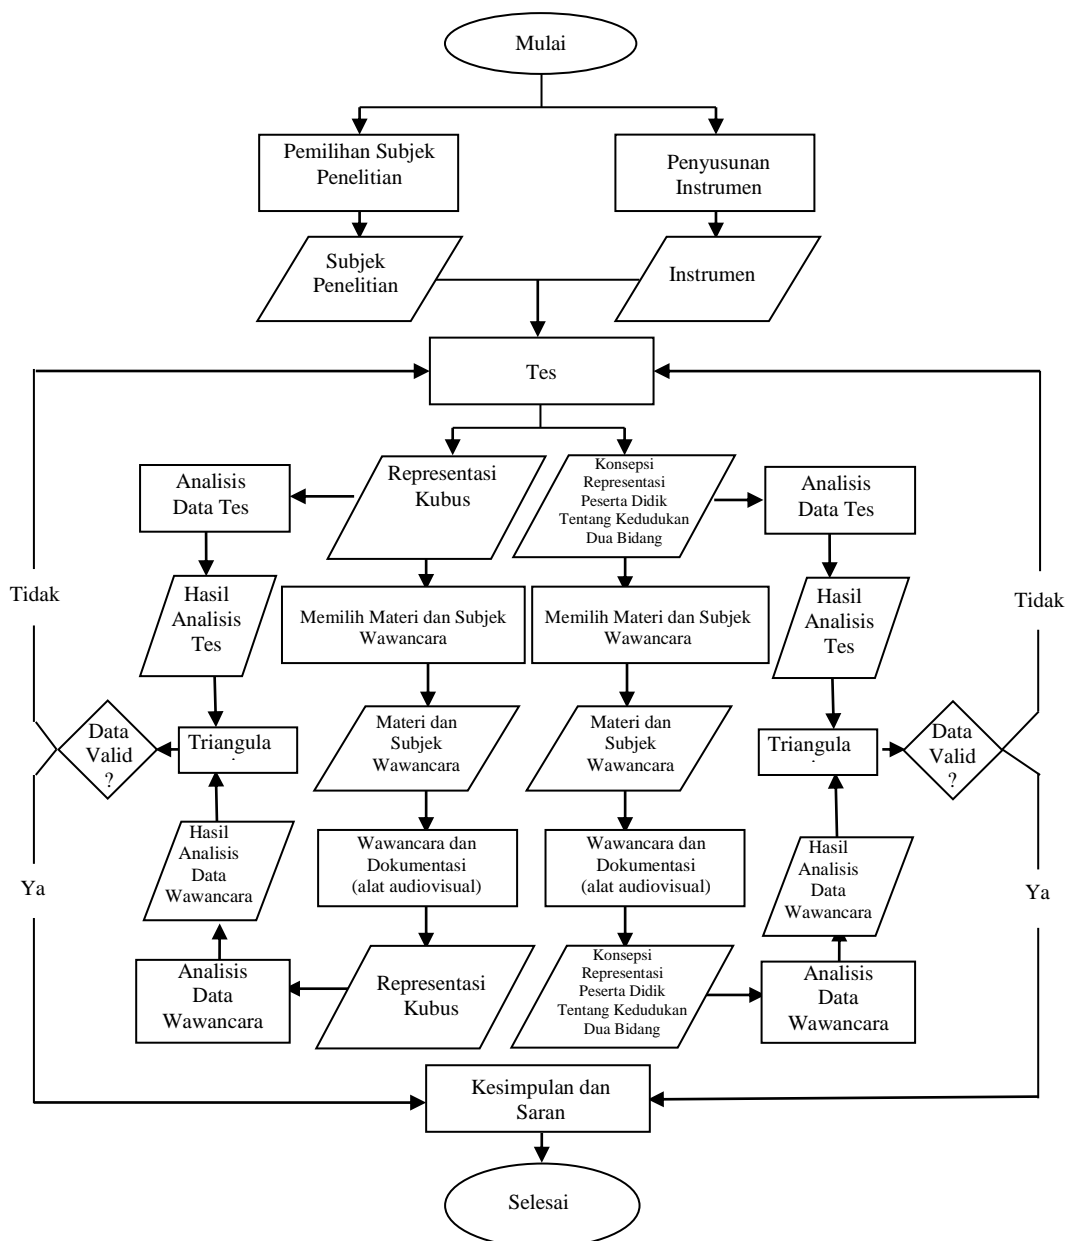 Mulai
Pemilihan Subjek
Penelitian
Penyusunan
Instrumen
Subjek
Penelitian
Instrumen
Tes
Representasi
Kubus
Konsepsi
Representasi
Peserta Didik
Tentang Kedudukan
Dua Bidang
Analisis
Data Tes
Analisis
Data Tes
Tidak
Hasil
Analisis
Tes
Memilih Materi dan Subjek
Wawancara
Memilih Materi dan Subjek
Wawancara
Hasil
Analisis
Tes
Tidak
Data
Valid
?
Triangula
Materi dan
Subjek
Wawancara
Materi dan
Subjek
Wawancara
Triangula
Data
Valid
?
Ya
Hasil
Analisis
Data
Wawancara
Wawancara dan
Dokumentasi
(alat audiovisual)
Wawancara dan
Dokumentasi
(alat audiovisual)
Hasil
Analisis
Data
Wawancara
Ya
Analisis
Data
Wawancara
Representasi
Kubus
Konsepsi
Representasi
Peserta Didik
Tentang Kedudukan
Dua Bidang
Analisis
Data
Wawancara
Kesimpulan dan
Saran
Selesai